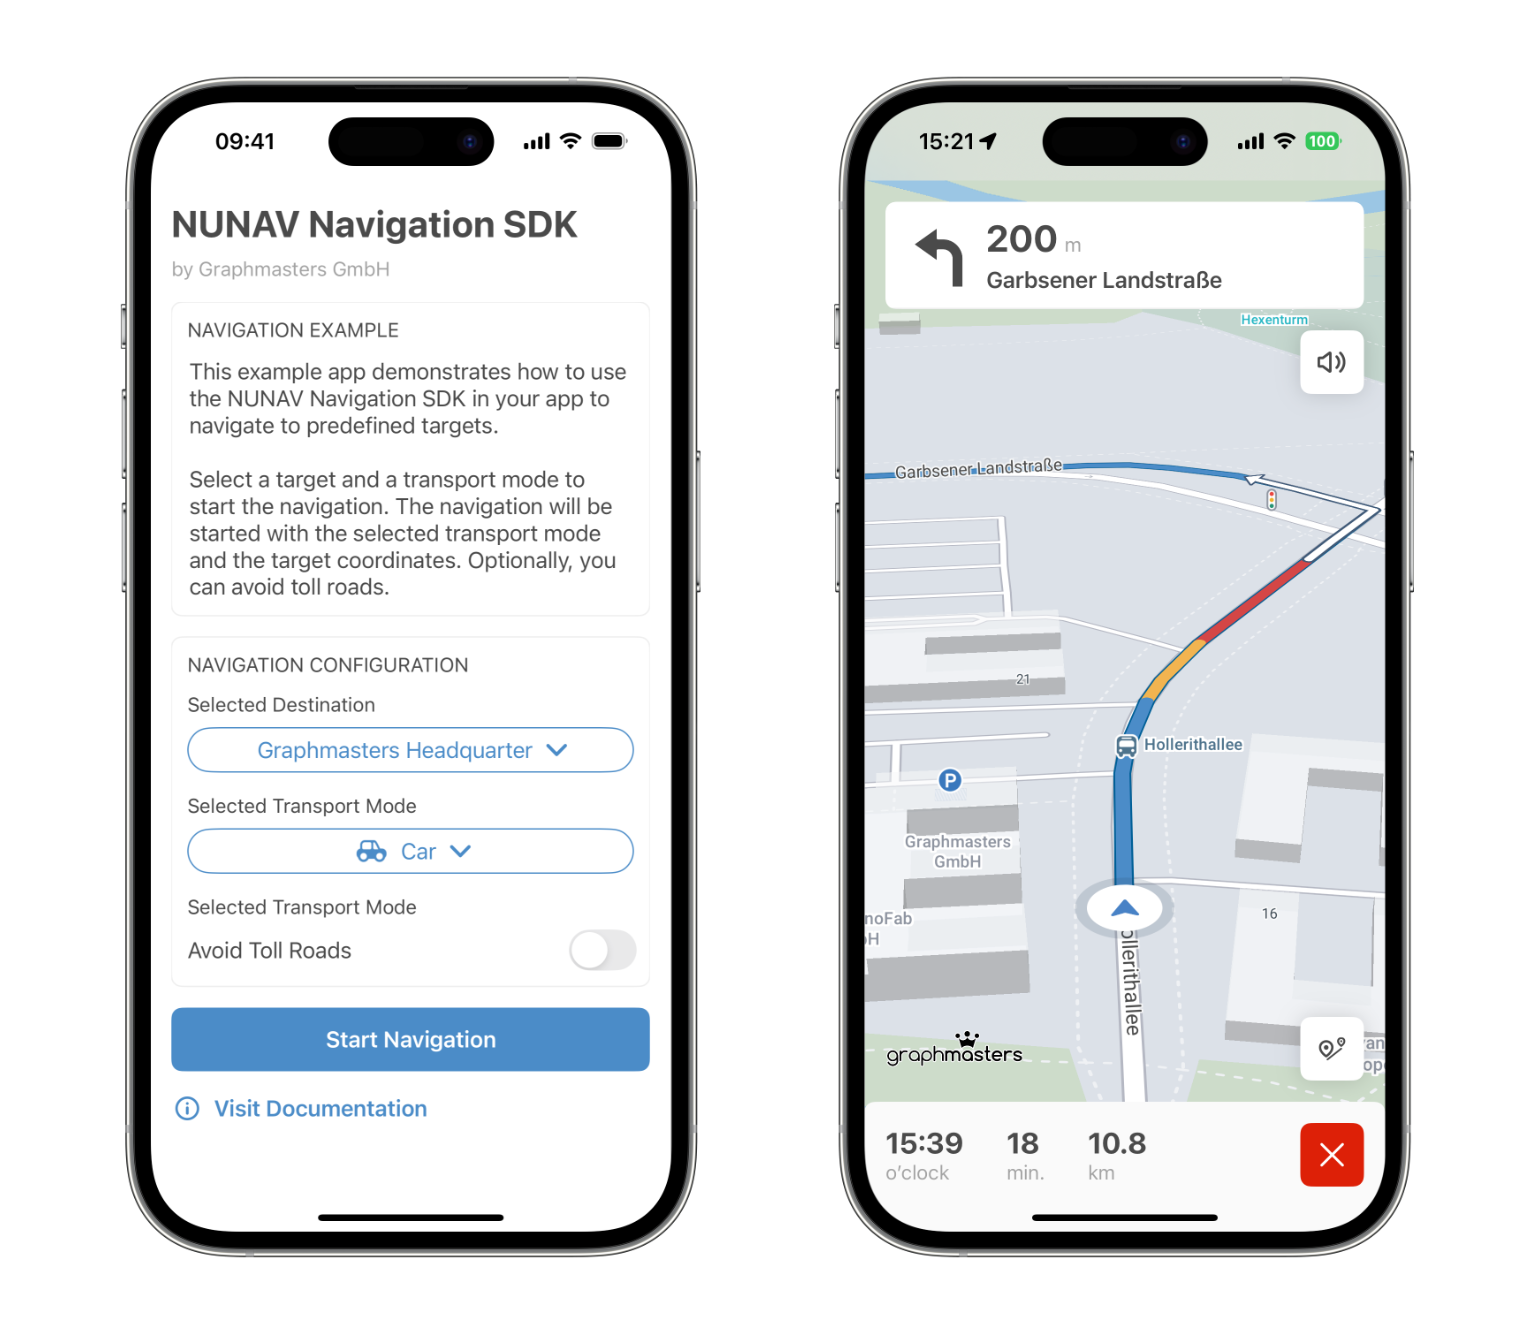 09:41
NUNAV Navigation SDK
by Graphmasters GmbH
NAVIGATION EXAMPLE
This example app demonstrates how to use
the NUNAV Navigation SDK in your app to
navigate to predefined targets.
Select a target and a transport mode to
start the navigation. The navigation will be
started with the selected transport mode
and the target coordinates. Optionally, you
can avoid toll roads.
NAVIGATION CONFIGURATION
Selected Destination
Graphmasters Headquarter
Selected Transport Mode
Car
Selected Transport Mode
Avoid Toll Roads
Start Navigation
Visit Documentation
15:21
100
200 m
Garbsener Landstraße
Hexenturm
Garbsener Landstraße
21
Hollerithallee
P
Graphmasters
GmbH
noFab
H
16
ollerithallee
graphmasters
an
op
15:39
o'clock
18
min.
10.8
km